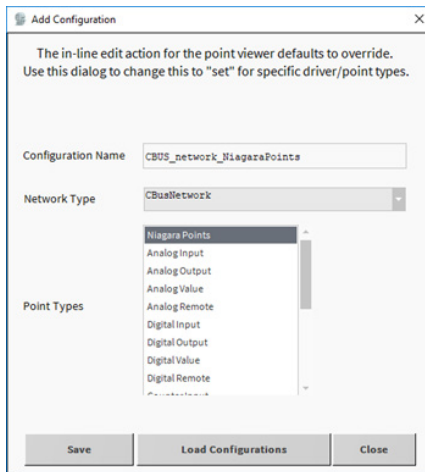 Add Configuration
The in-line edit action for the point viewer defaults to override.
Use this dialog to change this to "set" for specific driver/point types.
Configuration Name
CBUS_network_NiagaraPoints
Network Type
CBusNetwork
Point Types
Niagara Points
Analog Input
Analog Output
Analog Value
Analog Remote
Digital Input
Digital Output
Digital Value
Digital Remote
Save
Load Configurations
Close